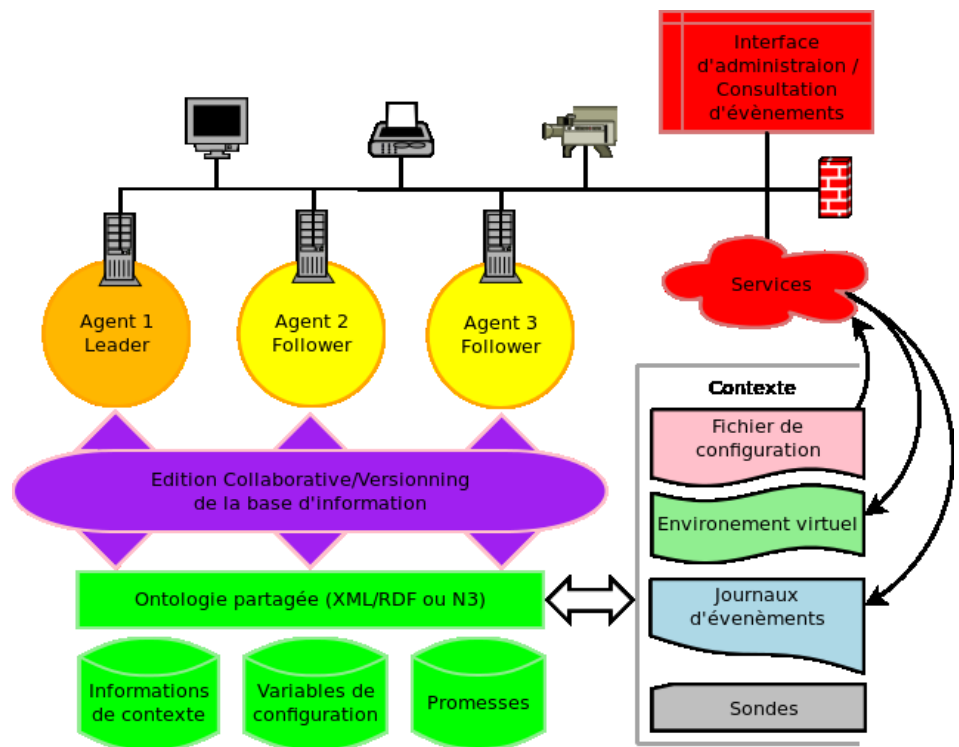 Interface
d'administraion /
Consultation
d'évènements
Services
Agent 1
Leader
Agent 2
Follower
Agent 3
Follower
Contexte
Fichier de
configuration
Edition Collaborative/Versionning
de la base d'information
Environement virtuel
Ontologie partagée (XML/RDF ou N3)
Journaux
d'évenèments
Informations
de contexte
Variables de
configuration
Promesses
Sondes